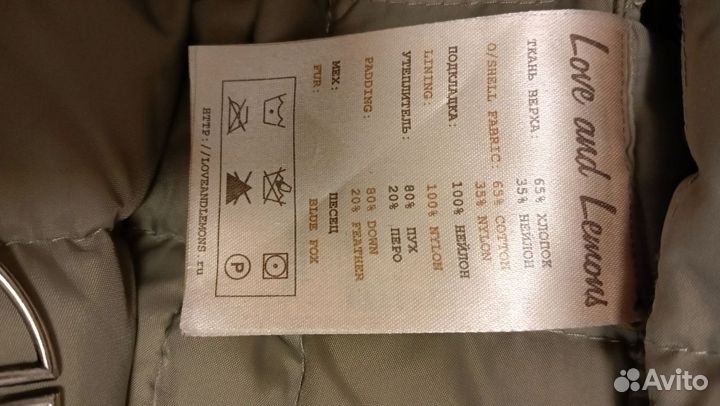 Love and Lemons
ТКАНЬ ВЕРХА: 65% ХЛОПОК
35% НЕЙЛОН
O/SHELL FABRIC: 65% COTTON
35% NYLON
ПОДКЛАДКА: 100% НЕЙЛОН
LINING: 100% NYLON
УТЕПЛИТЕЛЬ: 80% ПУХ
20% ПЕРО
PADDING: 80% DOWN
20% FEATHER
МЕХ: ПЕСЕЦ
FUR: BLUE FOX
P
HTTP://LOVEANDLEMONS.ru
Avito